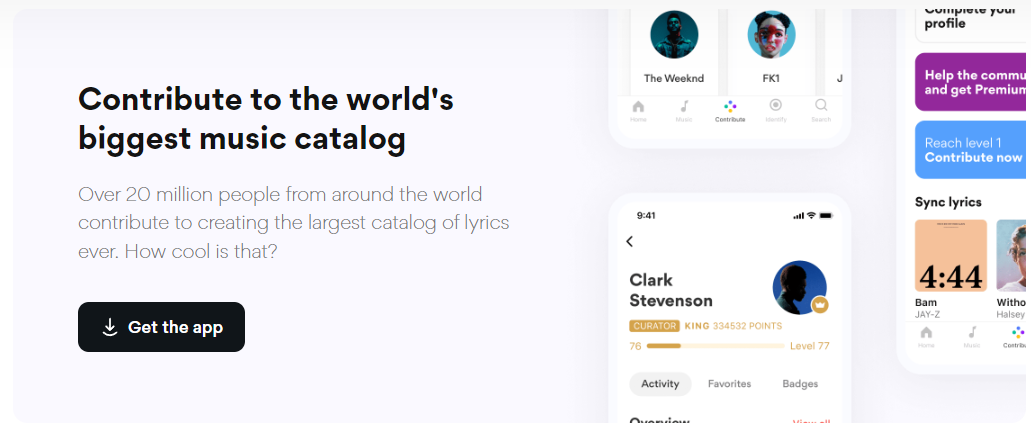 Contribute to the world's
biggest music catalog
Over 20 million people from around the world
contribute to creating the largest catalog of lyrics
ever. How cool is that?
Get the app
The Weeknd
FK1
J
Home
Music
Contribute
Identify
Search
9:41
Clark
Stevenson
CURATOR KING 334532 POINTS
76
Level 77
Activity
Favorites
Badges
Overview
View all
Complete your
profile
Help the commu
and get Premium
Reach level 1
Contribute now
Sync lyrics
4:44
Bam
JAY-Z
Witho
Halsey
Home
Music
Contrib